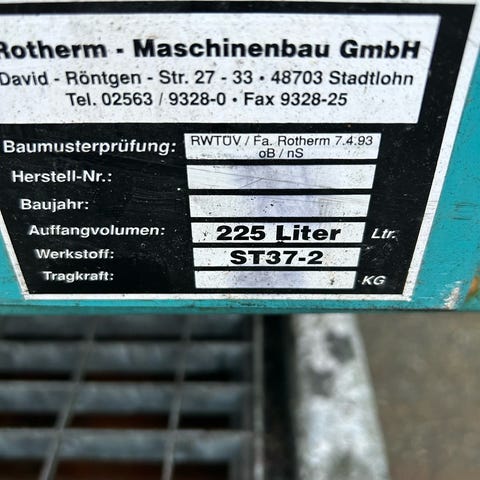 Rotherm - Maschinenbau GmbH
David - Röntgen - Str. 27 - 33 · 48703 Stadtlohn
Tel. 02563 / 9328-0 · Fax 9328-25
Baumusterprüfung: RWTÜV / Fa. Rotherm 7.4.93
oB / nS
Herstell-Nr.:
Baujahr:
Auffangvolumen: 225 Liter Ltr.
Werkstoff: ST37-2
Tragkraft: KG